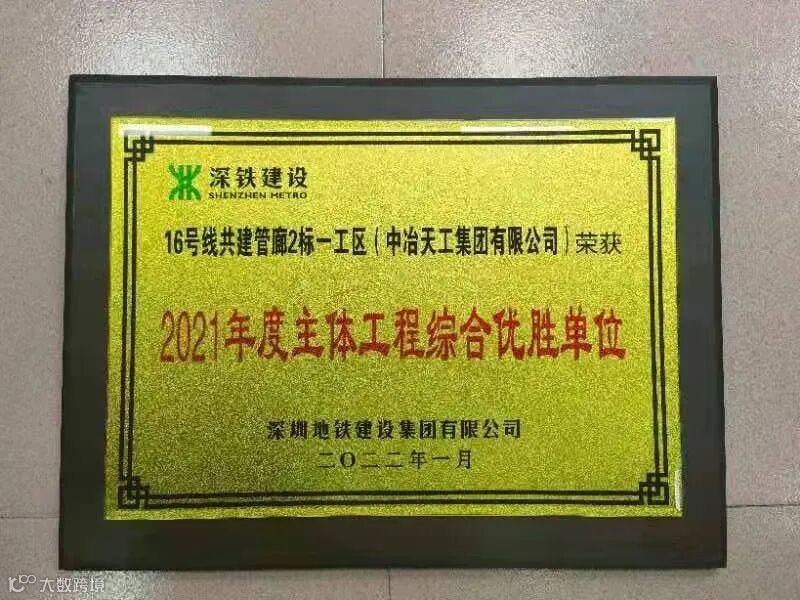 深铁建设
SHENZHEN METRO
16号线共建管廊2标一工区(中冶天工集团有限公司)荣获
2021年度主体工程综合优胜单位
深圳地铁建设集团有限公司
二〇二二年一月
大数跨境